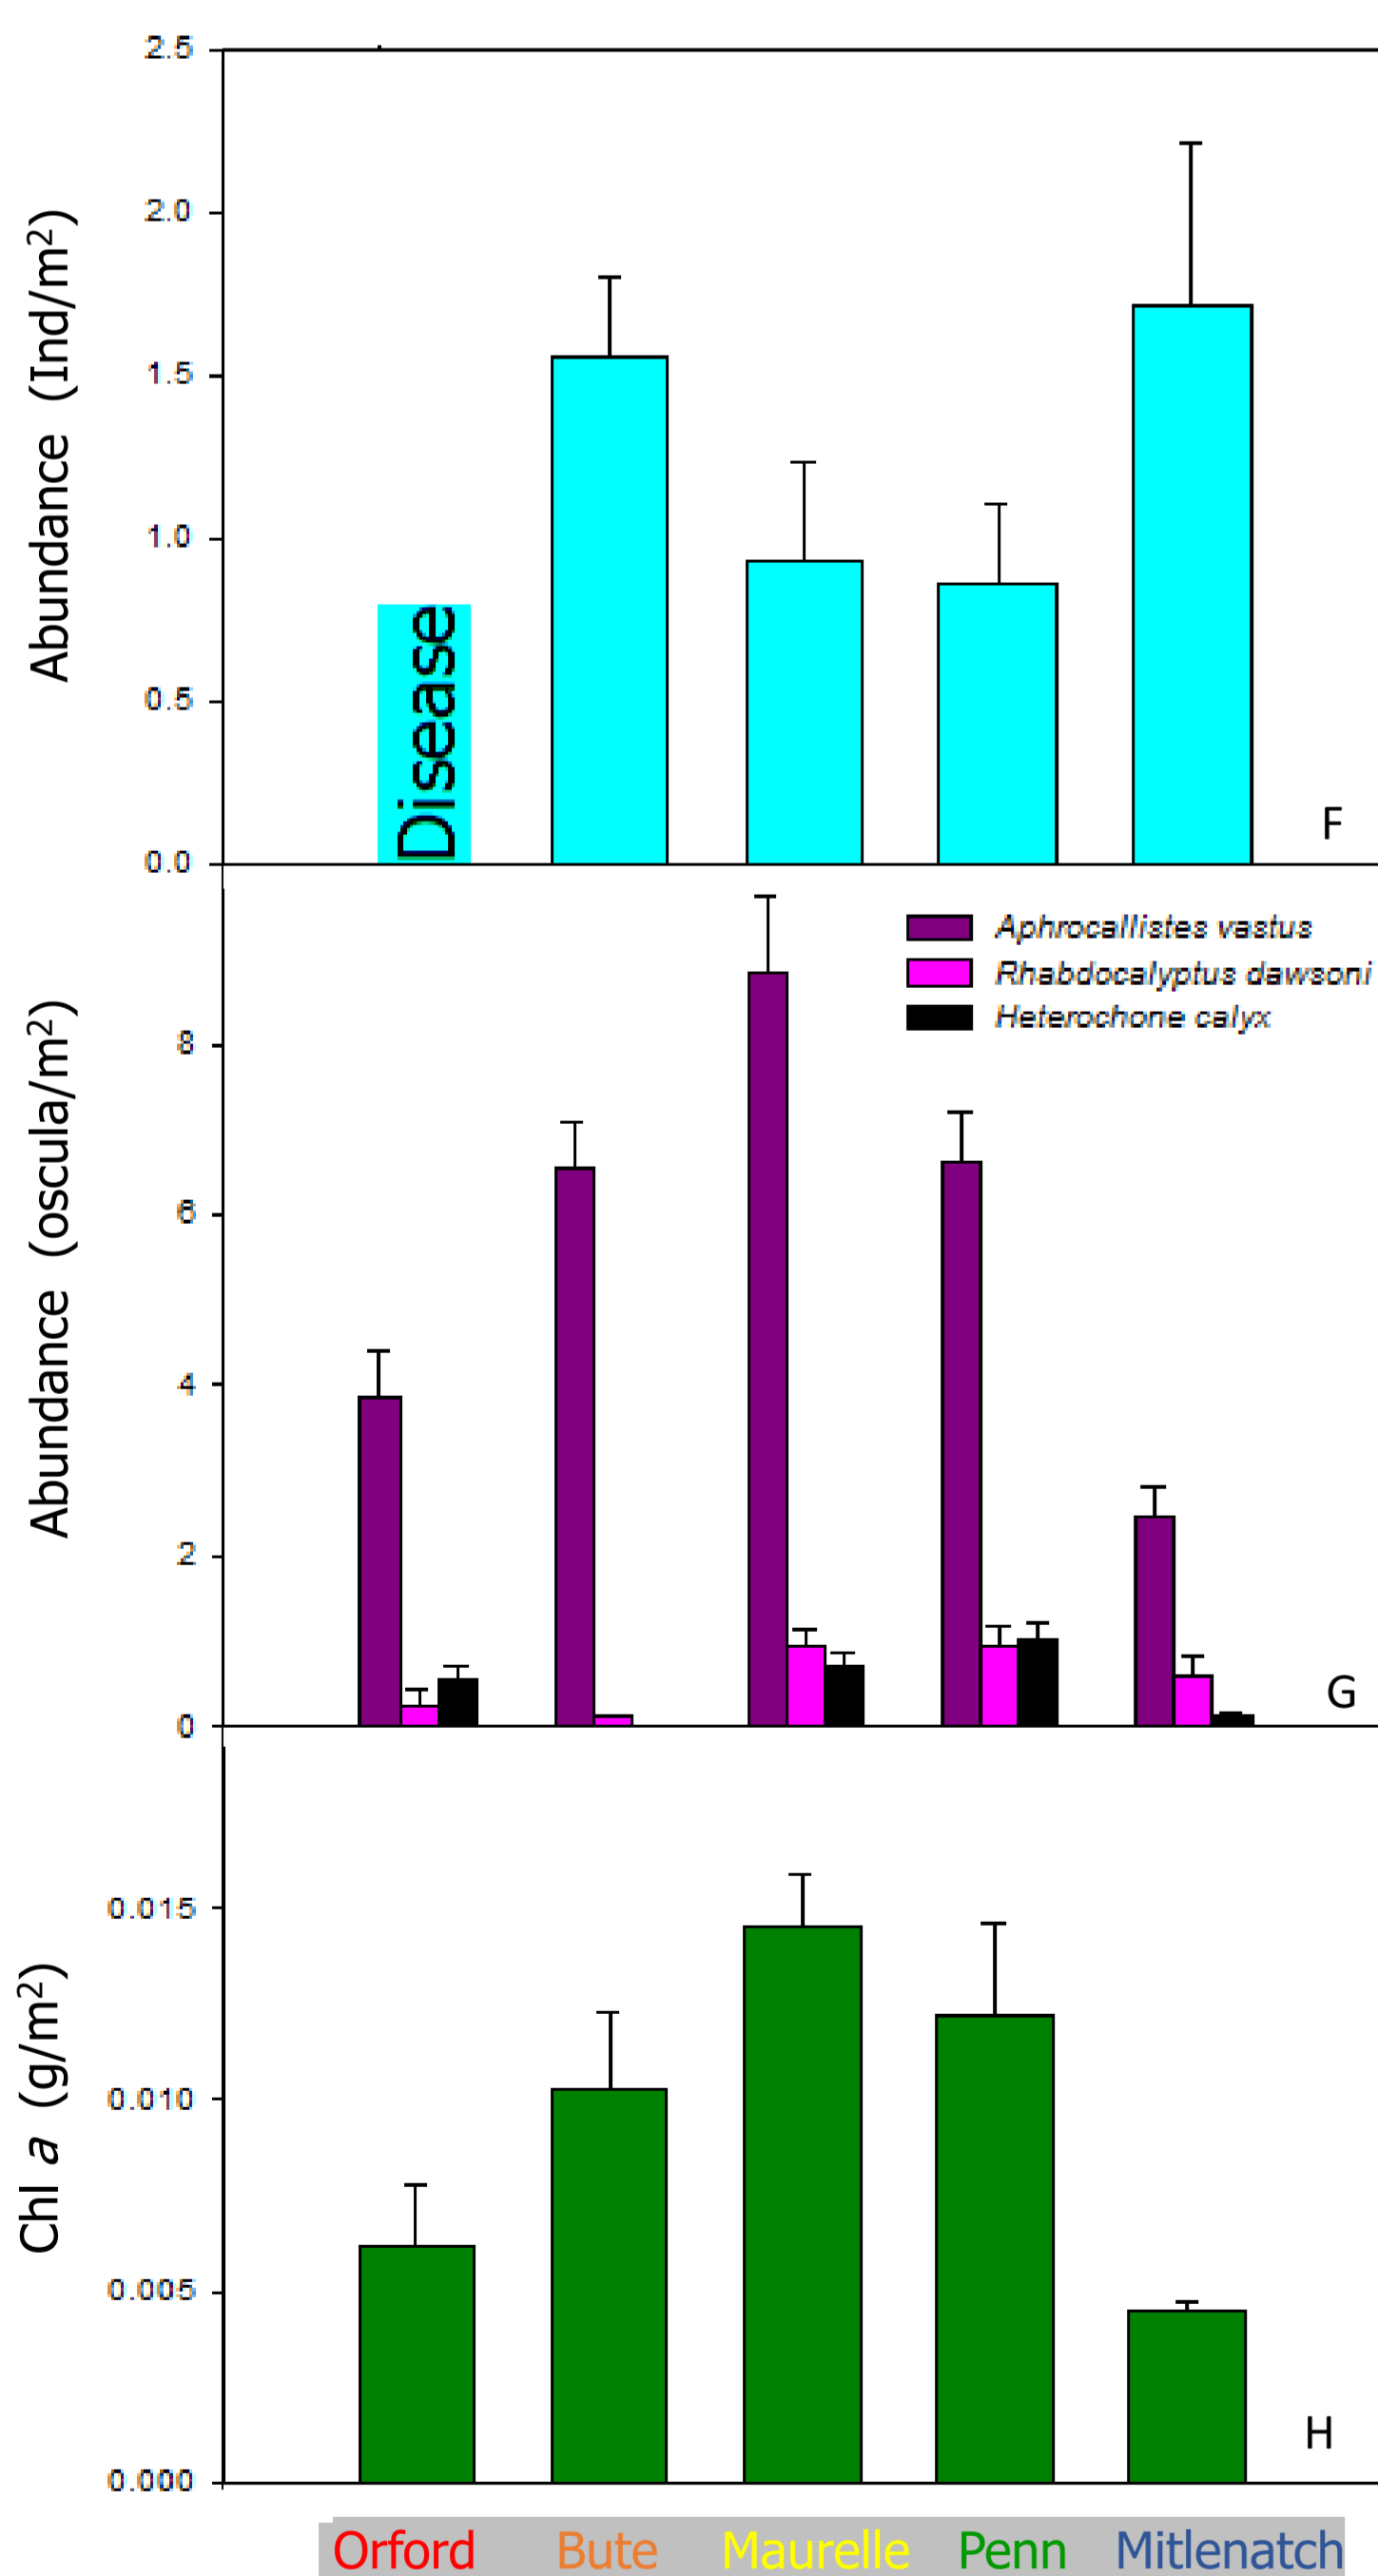 2.5
2.0
1.5
1.0
0.5
0.0
Abundance (Ind/m²)
Disease
F
Aphrocallistes vastus
Rhabdocalyptus dawsoni
Heterochone calyx
8
6
4
2
0
Abundance (oscula/m²)
G
0.015
0.010
0.005
0.000
Chl a (g/m²)
H
Orford Bute Maurelle Penn Mitlenatch